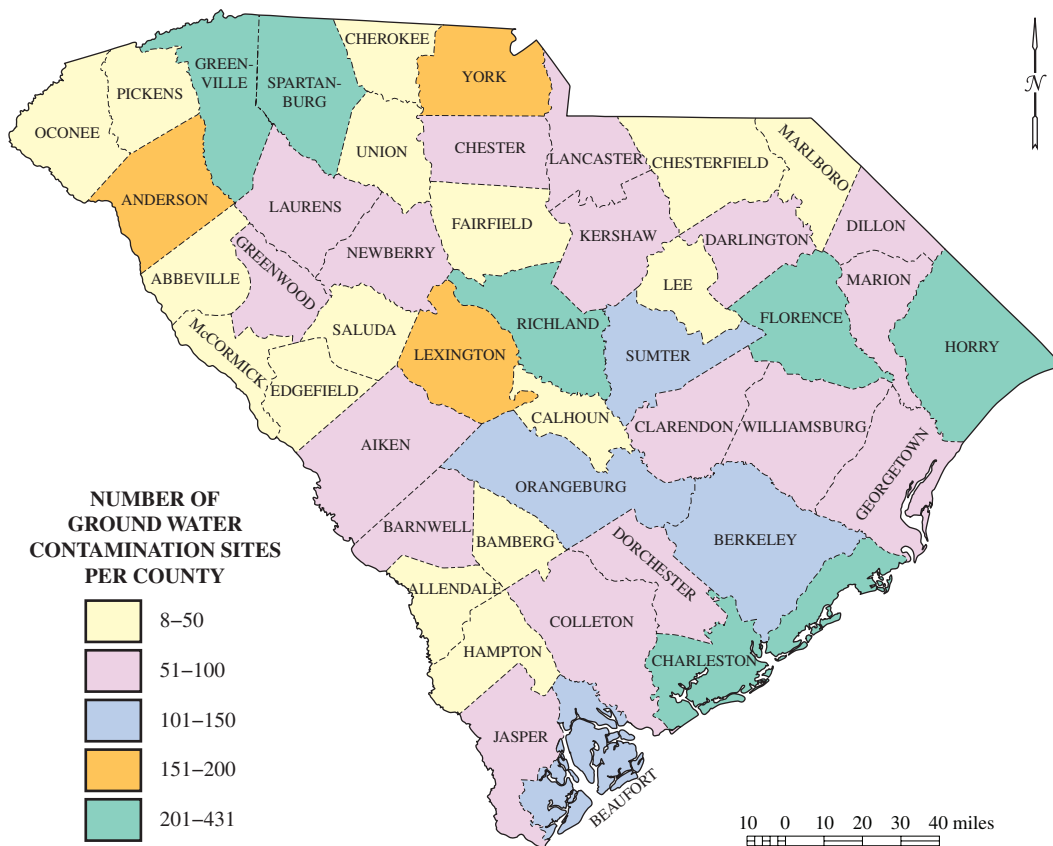 CHEROKEE
YORK
GREEN-
VILLE
SPARTAN-
BURG
PICKENS
OCONEE
UNION
CHESTER
LANCASTER
CHESTERFIELD
MARLBORO
N
ANDERSON
LAURENS
FAIRFIELD
KERSHAW
DARLINGTON
DILLON
NEWBERRY
GREENWOOD
ABBEVILLE
LEE
MARION
SALUDA
RICHLAND
FLORENCE
HORRY
McCORMICK
LEXINGTON
SUMTER
EDGEFIELD
CALHOUN
CLARENDON
WILLIAMSBURG
AIKEN
GEORGETOWN
ORANGEBURG
BARNWELL
BAMBERG
DORCHESTER
BERKELEY
ALLENDALE
COLLETON
HAMPTON
CHARLESTON
JASPER
BEAUFORT
NUMBER OF
GROUND WATER
CONTAMINATION SITES
PER COUNTY
8–50
51–100
101–150
151–200
201–431
10 0 10 20 30 40 miles